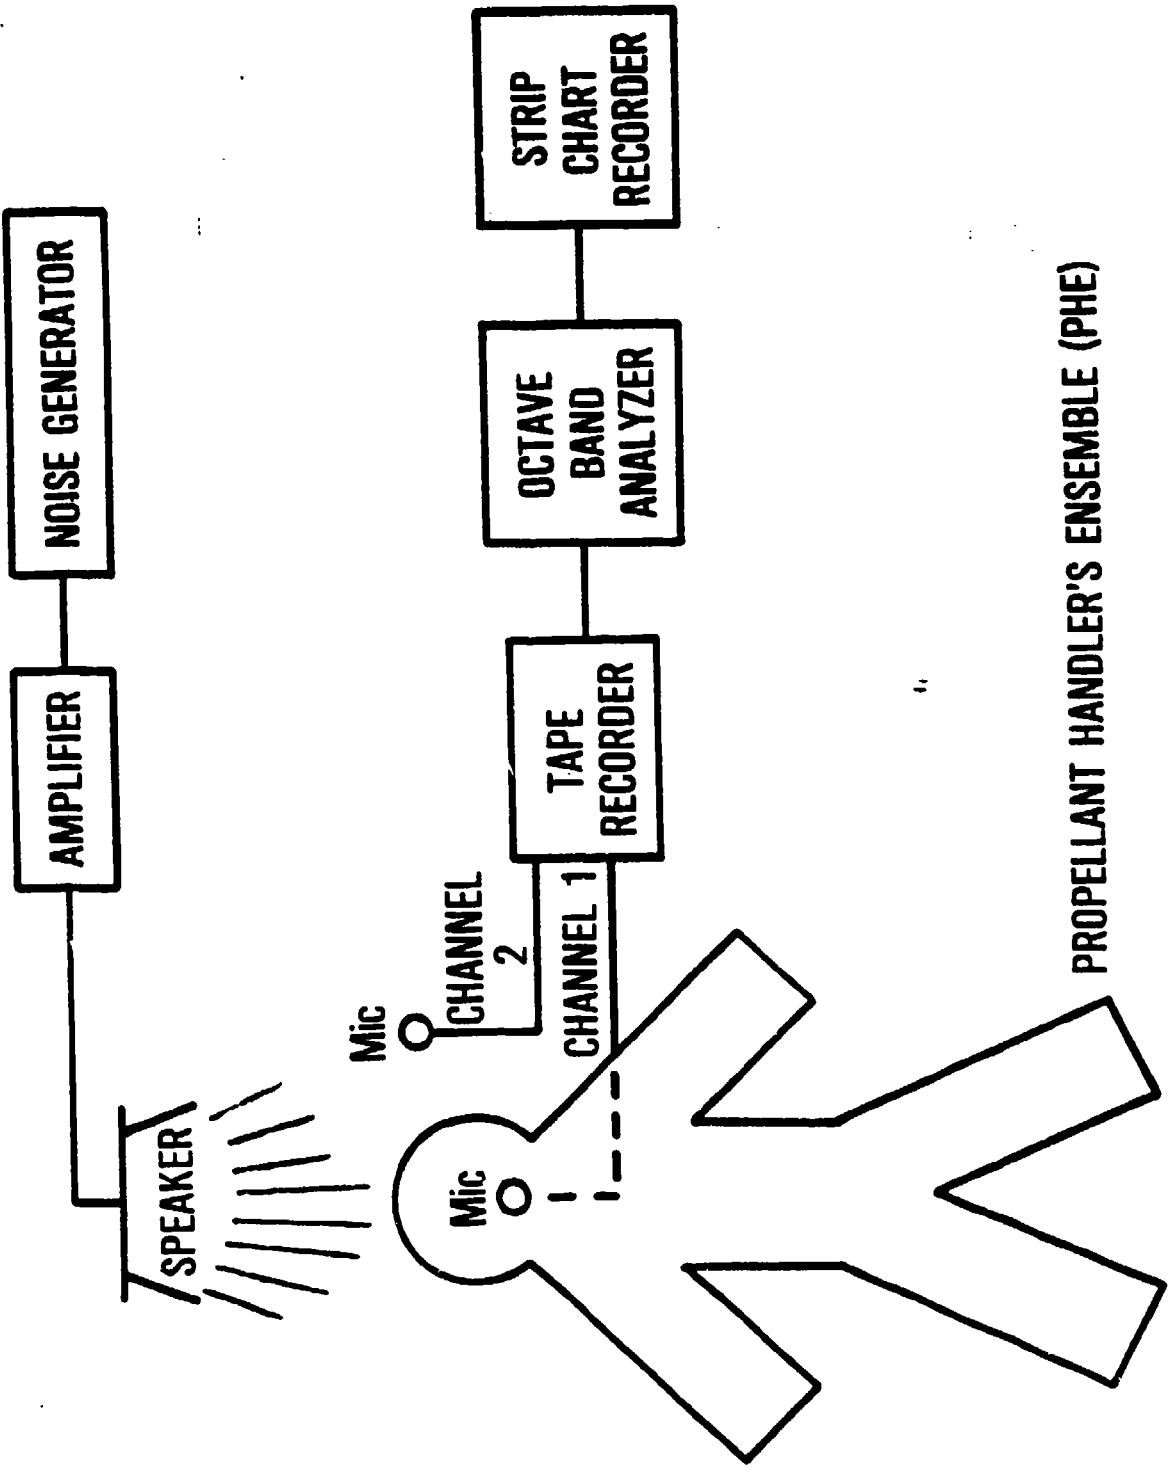 NOISE GENERATOR
AMPLIFIER
SPEAKER
Mic
CHANNEL
2
Mic
CHANNEL 1
TAPE
RECORDER
OCTAVE
BAND
ANALYZER
STRIP
CHART
RECORDER
PROPELLANT HANDLER'S ENSEMBLE (PHE)